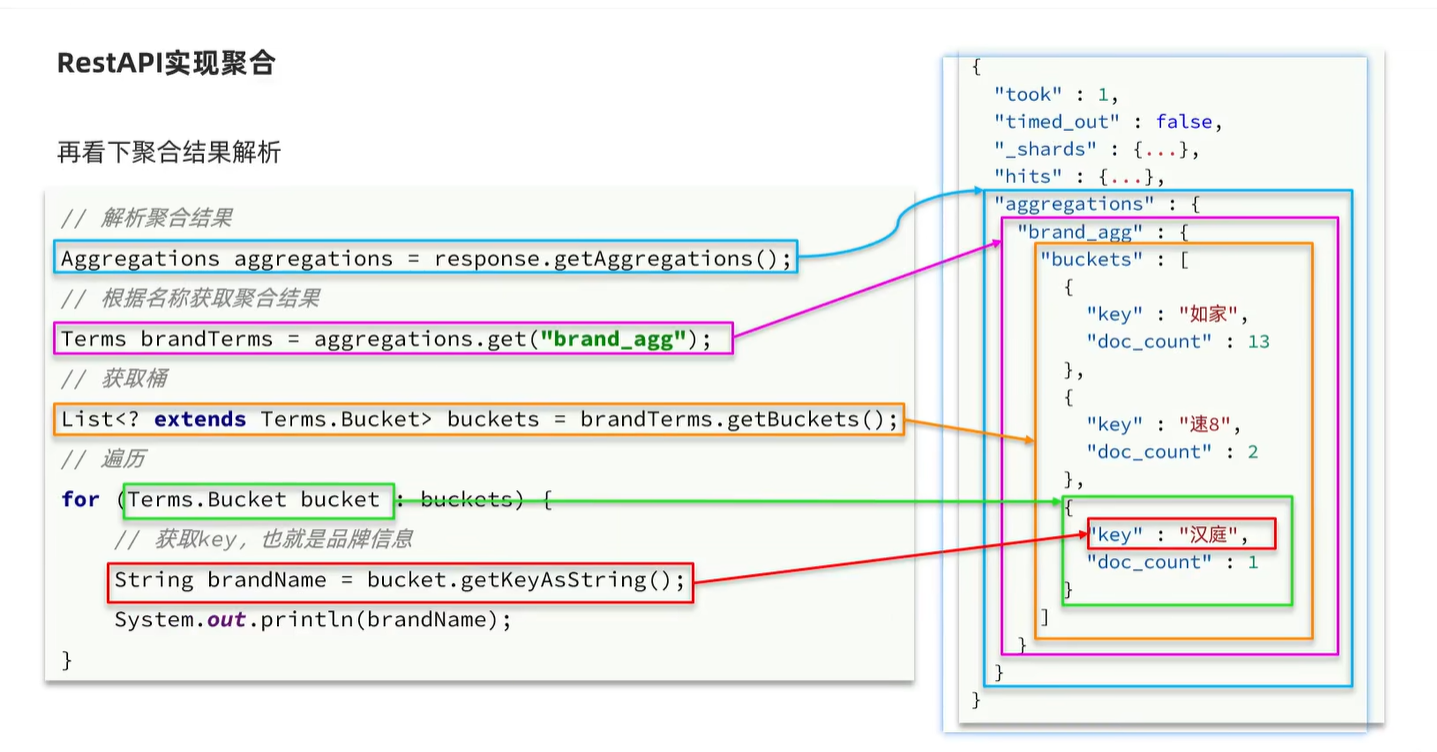 RestAPI实现聚合
再看下聚合结果解析
// 解析聚合结果
Aggregations aggregations = response.getAggregations();
// 根据名称获取聚合结果
Terms brandTerms = aggregations.get("brand_agg");
// 获取桶
List<? extends Terms.Bucket> buckets = brandTerms.getBuckets();
// 遍历
for (Terms.Bucket bucket : buckets) {
// 获取key，也就是品牌信息
String brandName = bucket.getKeyAsString();
System.out.println(brandName);
}
{
"took" : 1,
"timed_out" : false,
"_shards" : {...},
"hits" : {...},
"aggregations" : {
"brand_agg" : {
"buckets" : [
{
"key" : "如家",
"doc_count" : 13
},
{
"key" : "速8",
"doc_count" : 2
},
{
"key" : "汉庭",
"doc_count" : 1
}
]
}
}
}